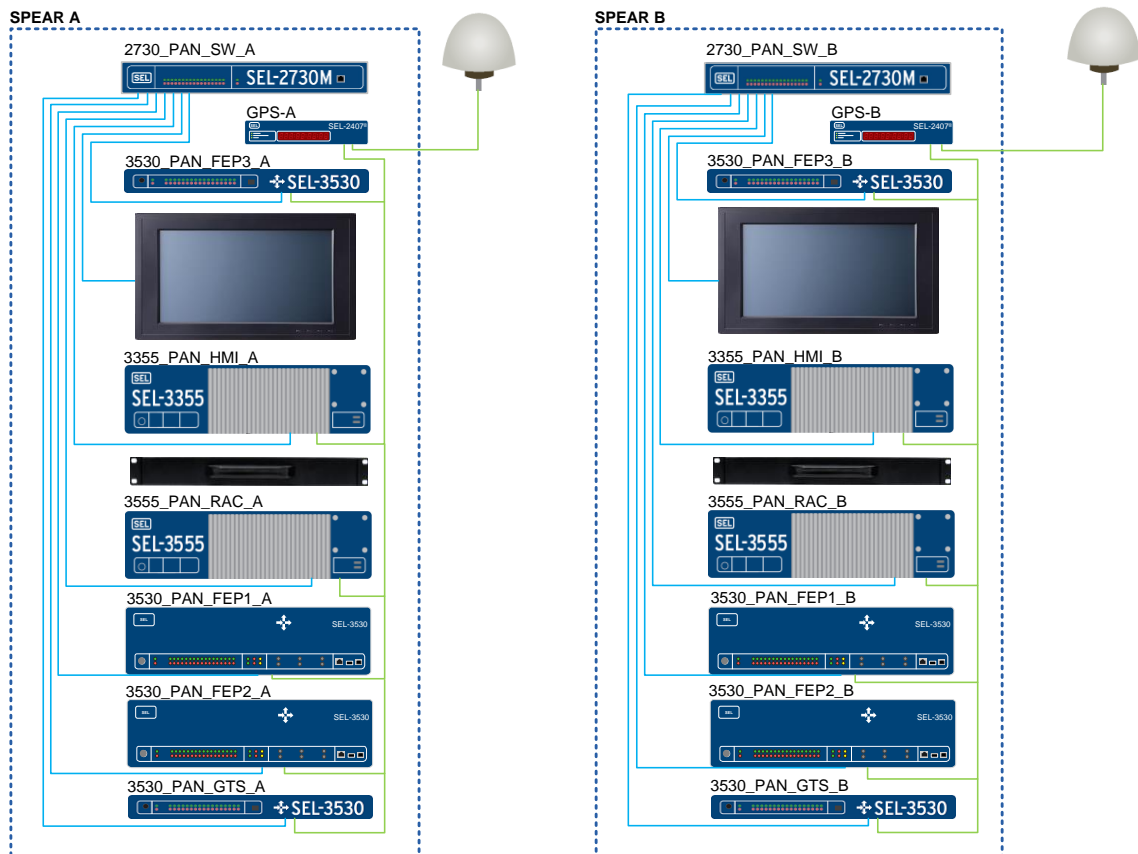 SPEAR A
2730_PAN_SW_A
SEL
SEL-2730M
GPS-A
SEL
SEL-2407®
3530_PAN_FEP3_A
SEL-3530
3355_PAN_HMI_A
SEL
SEL-3355
3555_PAN_RAC_A
SEL
SEL-3555
3530_PAN_FEP1_A
SEL
SEL-3530
3530_PAN_FEP2_A
SEL
SEL-3530
3530_PAN_GTS_A
SEL-3530
SPEAR B
2730_PAN_SW_B
SEL
SEL-2730M
GPS-B
SEL
SEL-2407®
3530_PAN_FEP3_B
SEL-3530
3355_PAN_HMI_B
SEL
SEL-3355
3555_PAN_RAC_B
SEL
SEL-3555
3530_PAN_FEP1_B
SEL
SEL-3530
3530_PAN_FEP2_B
SEL
SEL-3530
3530_PAN_GTS_B
SEL-3530